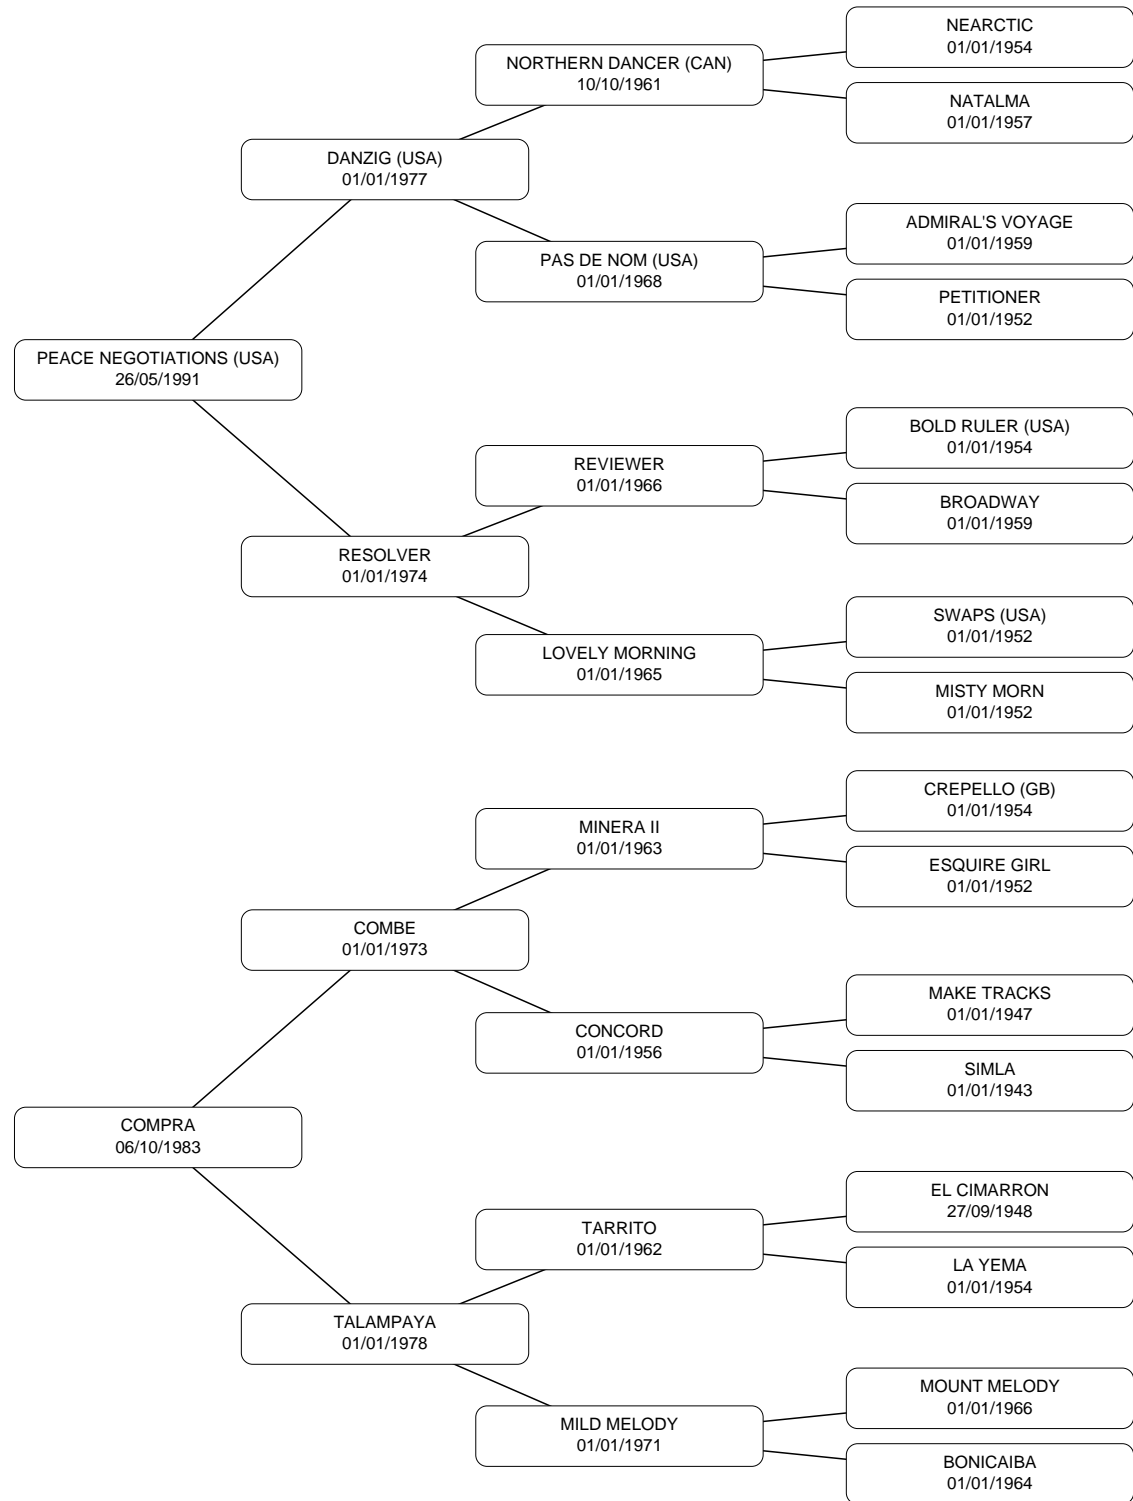 NEARCTIC
01/01/1954
NORTHERN DANCER (CAN)
10/10/1961
NATALMA
01/01/1957
DANZIG (USA)
01/01/1977
ADMIRAL'S VOYAGE
01/01/1959
PAS DE NOM (USA)
01/01/1968
PETITIONER
01/01/1952
PEACE NEGOTIATIONS (USA)
26/05/1991
BOLD RULER (USA)
01/01/1954
REVIEWER
01/01/1966
BROADWAY
01/01/1959
RESOLVER
01/01/1974
SWAPS (USA)
01/01/1952
LOVELY MORNING
01/01/1965
MISTY MORN
01/01/1952
CREPELLO (GB)
01/01/1954
MINERA II
01/01/1963
ESQUIRE GIRL
01/01/1952
COMBE
01/01/1973
MAKE TRACKS
01/01/1947
CONCORD
01/01/1956
SIMLA
01/01/1943
COMPRA
06/10/1983
EL CIMARRON
27/09/1948
TARRITO
01/01/1962
LA YEMA
01/01/1954
TALAMPAYA
01/01/1978
MOUNT MELODY
01/01/1966
MILD MELODY
01/01/1971
BONICAIBA
01/01/1964